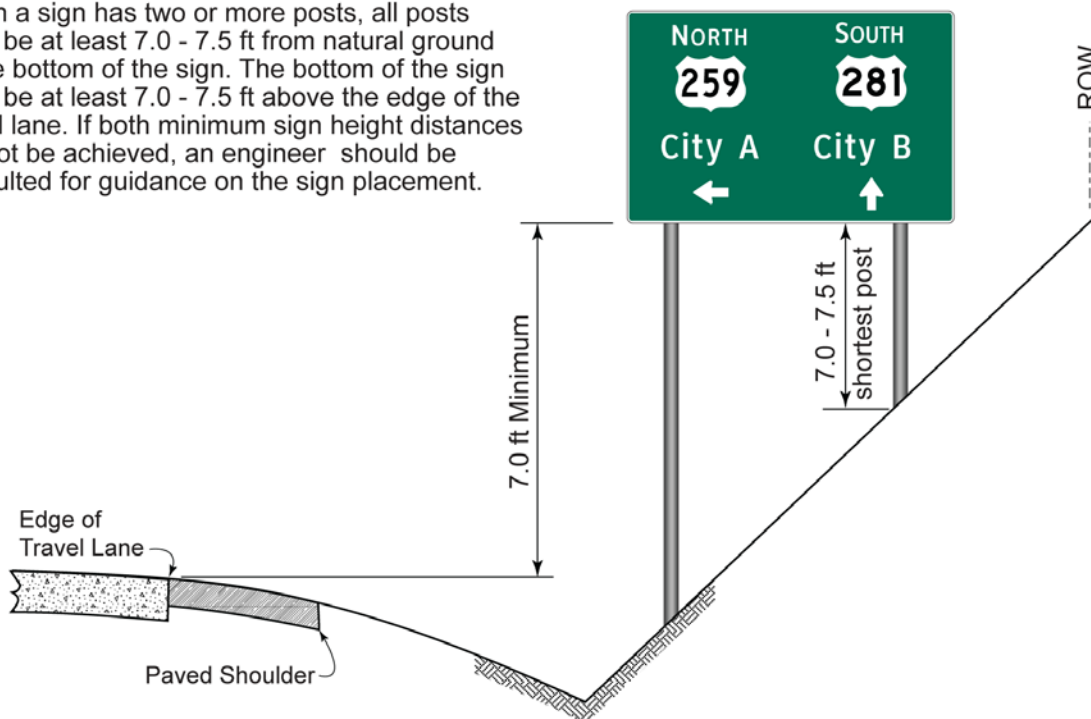 a sign has two or more posts, all posts
be at least 7.0 - 7.5 ft from natural ground
bottom of the sign. The bottom of the sign
be at least 7.0 - 7.5 ft above the edge of the
lane. If both minimum sign height distances
be achieved, an engineer should be
for guidance on the sign placement.
NORTH SOUTH
259 281
City A City B
← ↑
ROW
7.0 ft Minimum
7.0 - 7.5 ft
shortest post
Edge of
Travel Lane
Paved Shoulder